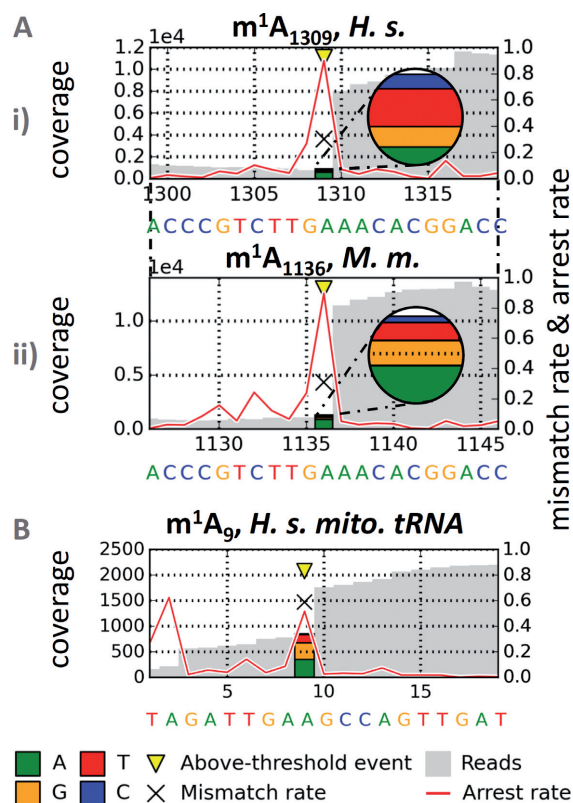 A
m¹A₁₃₀₉, H. s.
i)
coverage
1.2 1e4
1.0
0.8
0.6
0.4
0.2
0.0
1.0
0.8
0.6
0.4
0.2
0.0
1300 1305 1310 1315
ACCCGTCTTGAAACACGGACC
m¹A₁₁₃₆, M. m.
ii)
coverage
1e4
1.0
0.5
0.0
1.0
0.8
0.6
0.4
0.2
0.0
1130 1135 1140 1145
ACCCGTCTTGAAACACGGACC
mismatch rate & arrest rate
B
m¹A₉, H. s. mito. tRNA
coverage
2500
2000
1500
1000
500
0
1.0
0.8
0.6
0.4
0.2
0.0
5 10 15
TAGATTGAAGCCAGTTGAT
A T Above-threshold event Reads
G C Mismatch rate Arrest rate